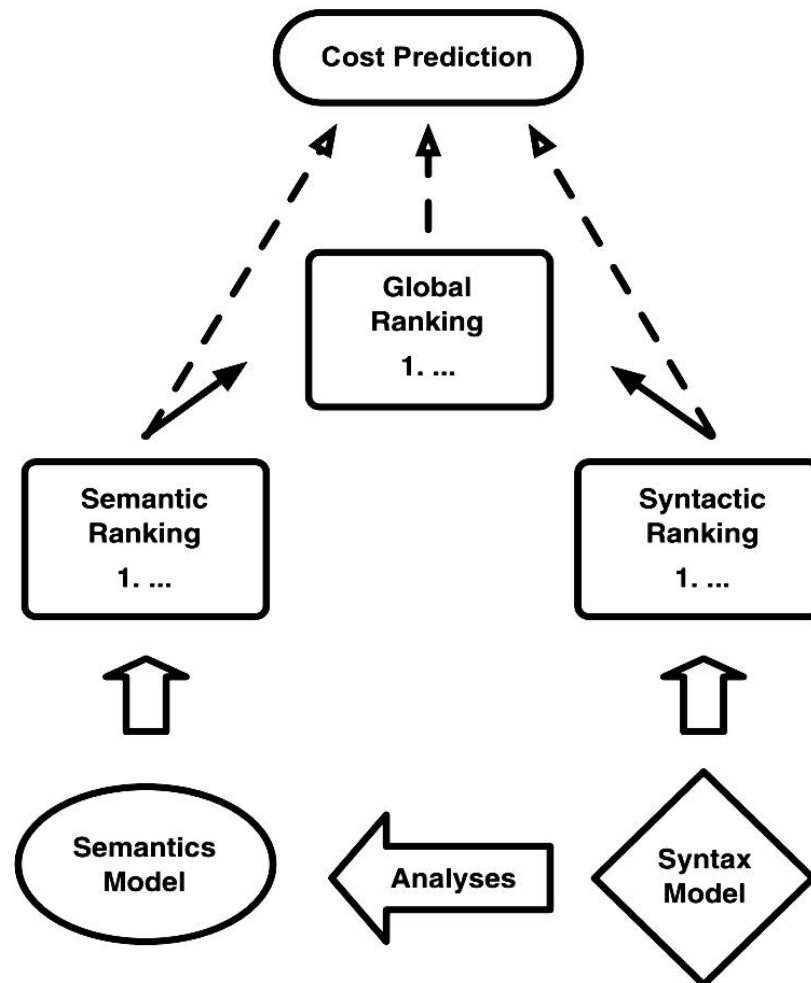 Cost Prediction
Global
Ranking
1. ...
Semantic
Ranking
1. ...
Syntactic
Ranking
1. ...
Semantics
Model
Analyses
Syntax
Model